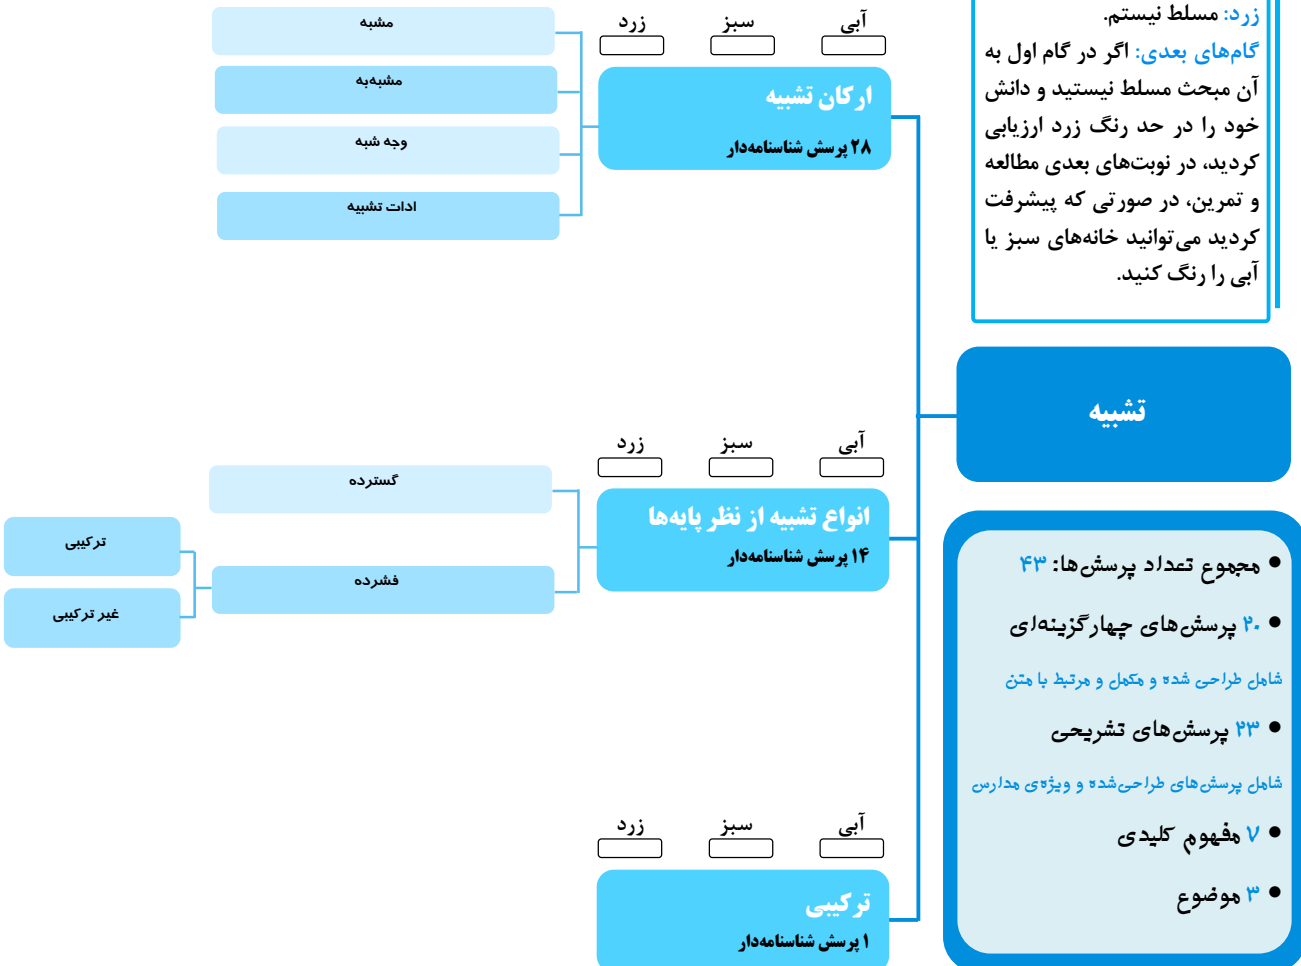 زرد: مسلط نیستم.
گام‌های بعدی: اگر در گام اول به
آن مبحث مسلط نیستید و دانش
خود را در حد رنگ زرد ارزیابی
کردید، در نوبت‌های بعدی مطالعه
و تمرین، در صورتی که پیشرفت
کردید می‌توانید خانه‌های سبز یا
آبی را رنگ کنید.
تشبیه
مجموع تعداد پرسش‌ها: ۴۳
۲۰ پرسش‌های چهارگزینه‌ای
شامل طراحی شده و مکمل و مرتبط با متن
۲۳ پرسش‌های تشریحی
شامل پرسش‌های طراحی‌شده و ویژه‌ی مدارس
۷ مفهوم کلیدی
۳ موضوع
آبی سبز زرد
ارکان تشبیه
۲۸ پرسش شناسنامه‌دار
مشبه
مشبه‌به
وجه شبه
ادات تشبیه
آبی سبز زرد
انواع تشبیه از نظر پایه‌ها
۱۴ پرسش شناسنامه‌دار
گسترده
فشرده
ترکیبی
غیر ترکیبی
آبی سبز زرد
ترکیبی
۱ پرسش شناسنامه‌دار